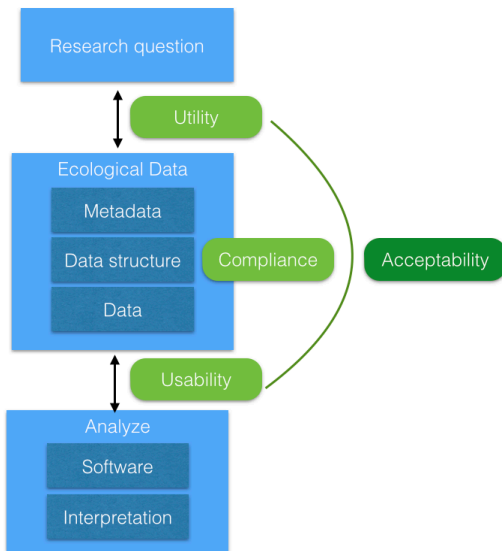 Research question
Utility
Ecological Data
Metadata
Data structure
Compliance
Acceptability
Data
Usability
Analyze
Software
Interpretation